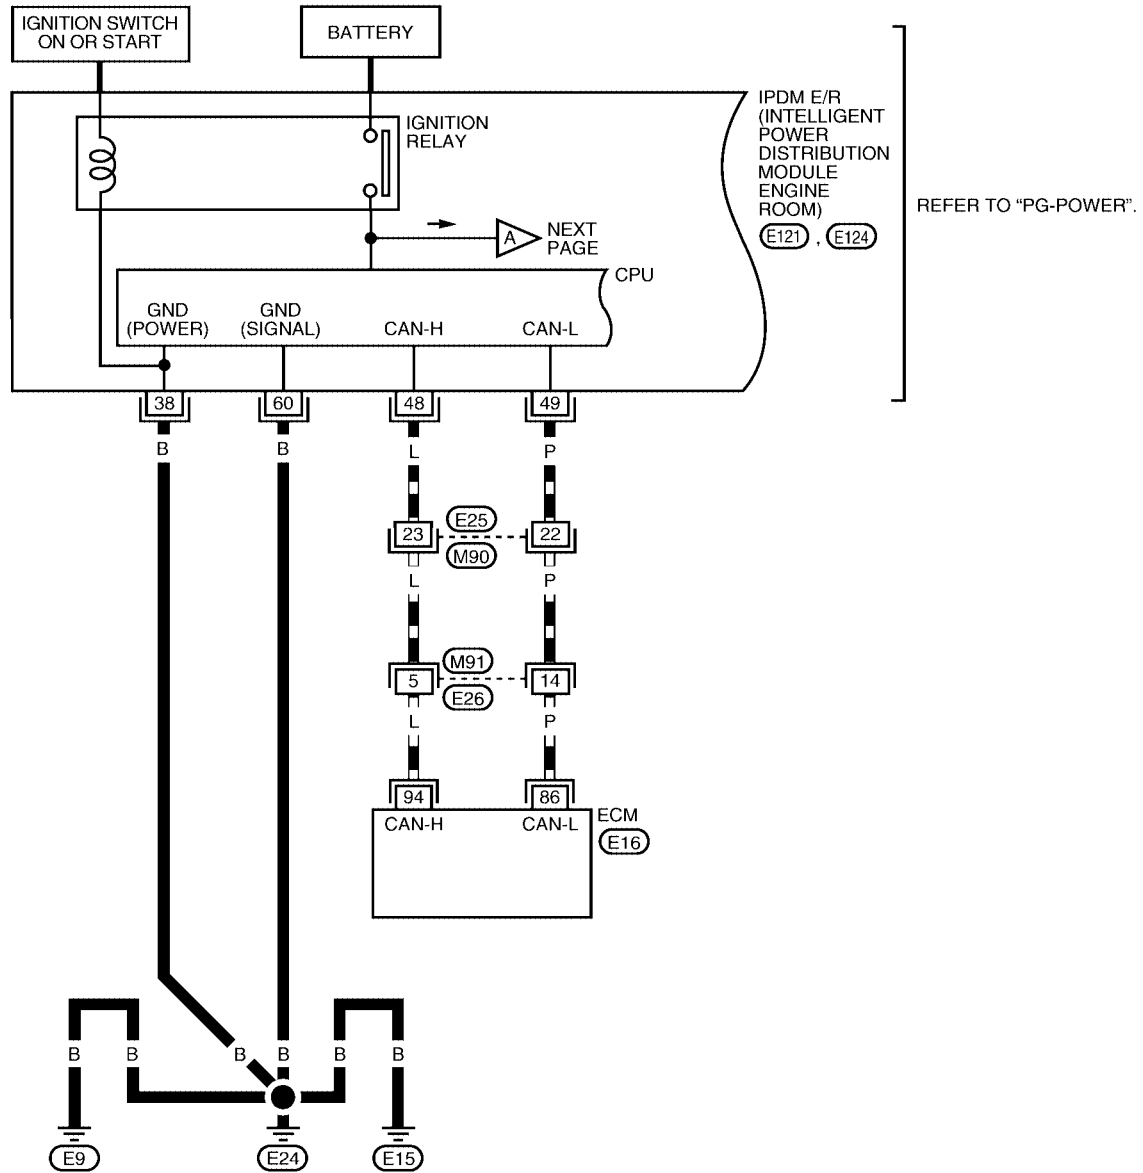 IGNITION SWITCH
ON OR START
BATTERY
IGNITION
RELAY
IPDM E/R
(INTELLIGENT
POWER
DISTRIBUTION
MODULE
ENGINE
ROOM)
E121 , E124
REFER TO “PG-POWER”.
A
NEXT
PAGE
CPU
GND
(POWER)
GND
(SIGNAL)
CAN-H
CAN-L
38
60
48
49
B
B
L
P
23
E25
M90
22
L
P
5
M91
E26
14
L
P
94
86
CAN-H
CAN-L
ECM
E16
B
B
B
B
B
B
E9
E24
E15